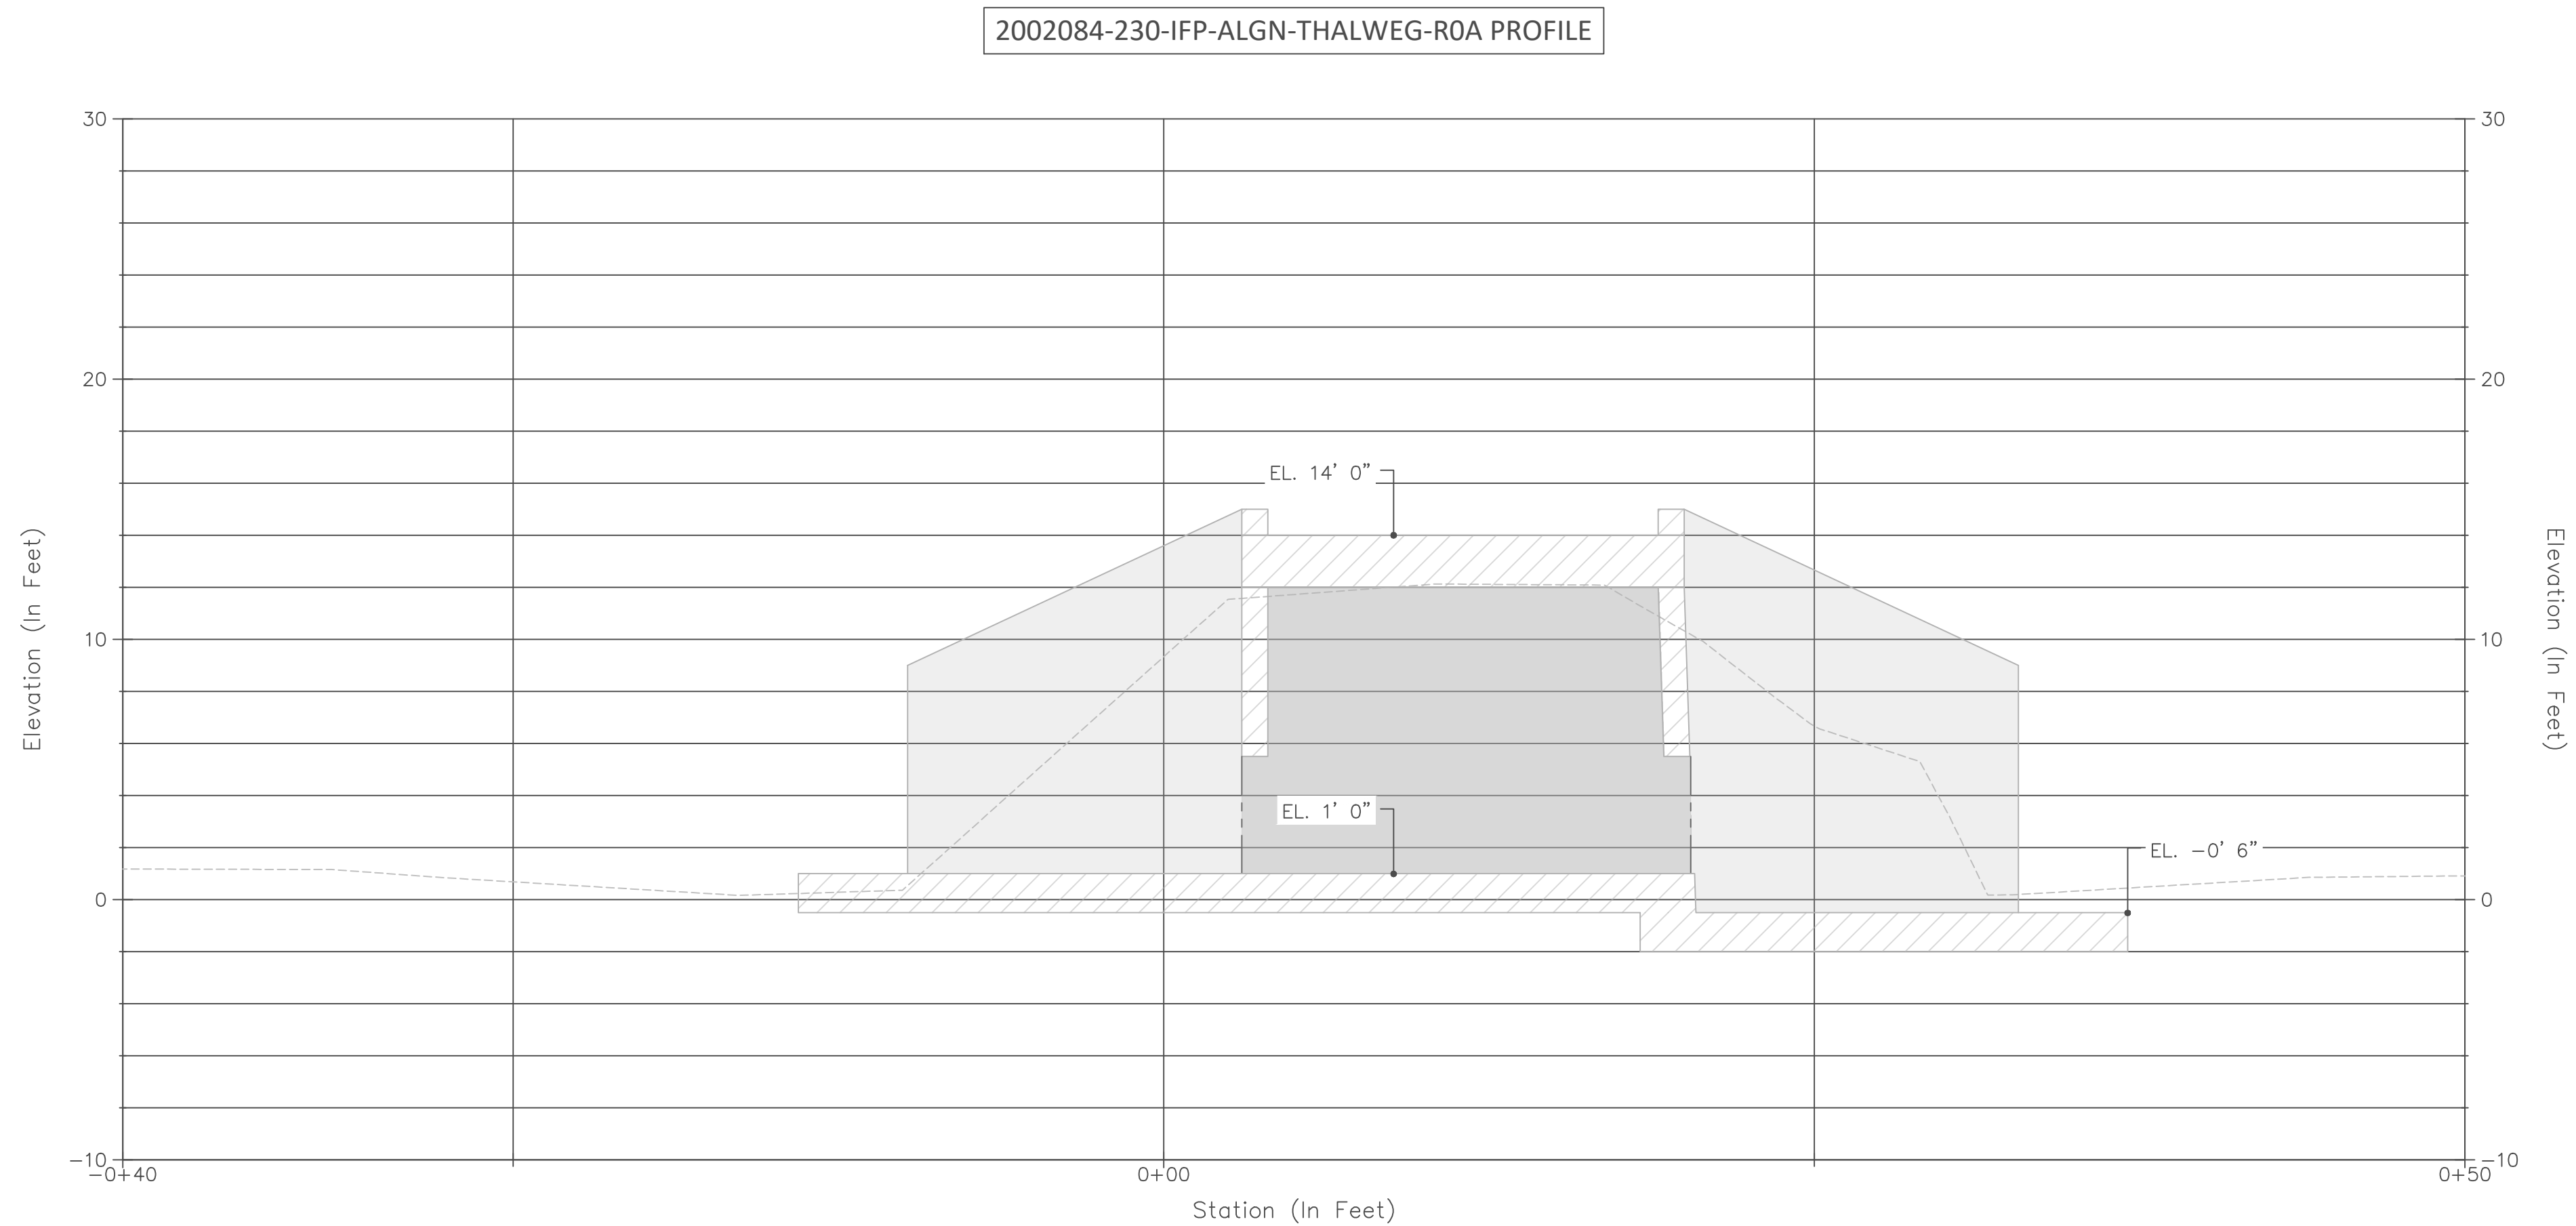 2002084-230-IFP-ALGN-THALWEG-R0A PROFILE
30
30
20
20
EL. 14' 0"
Elevation (In Feet)
Elevation (In Feet)
10
10
EL. 1' 0"
EL. -0' 6"
0
0
-10
-10
-0+40
0+00
0+50
Station (In Feet)